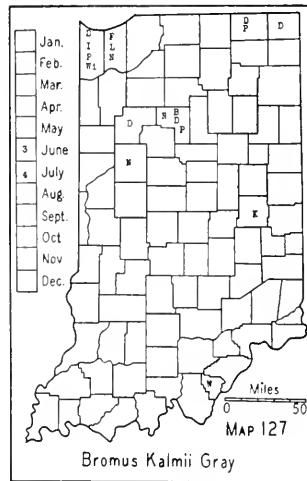 Jan.
Feb.
Mar.
Apr.
May
3 June
4 July
Aug.
Sept.
Oct
Nov
Dec.
D
P
D
I
P
W1
F
L
N
D
N
B
D
P
N
K
W
Miles
0 50
MAP 127
Bromus Kalmii Gray